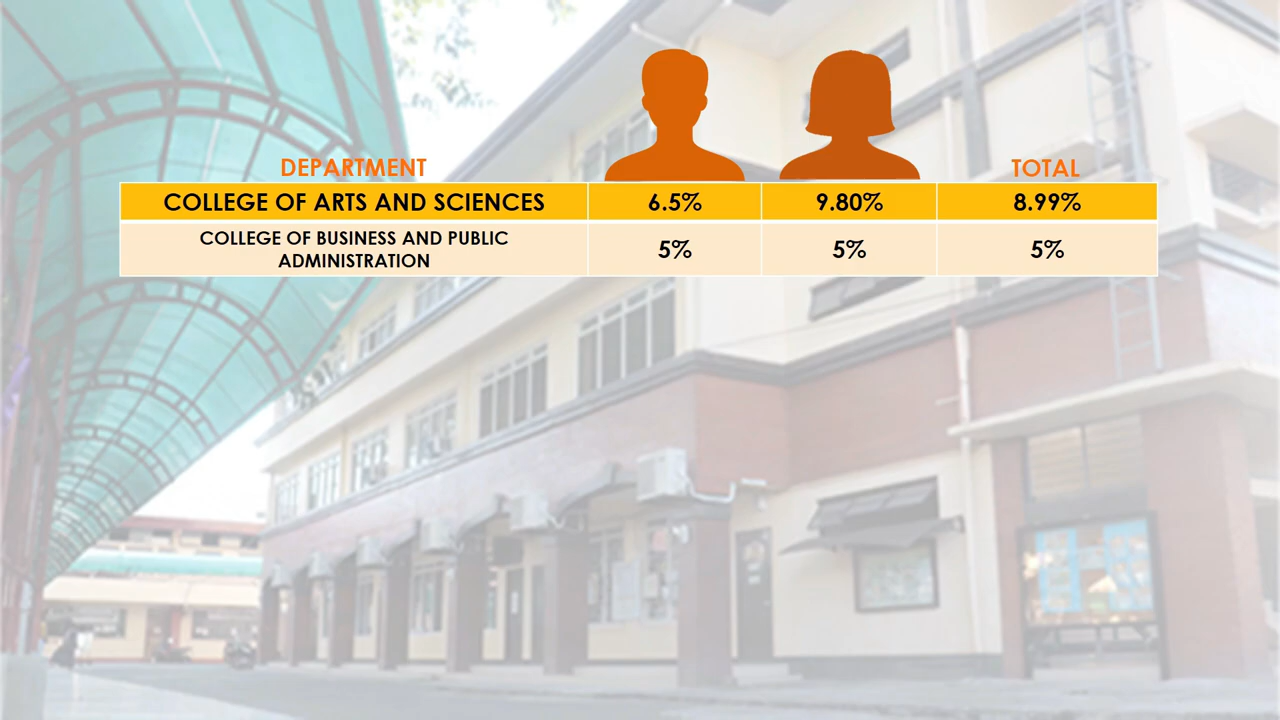 DEPARTMENT TOTAL
COLLEGE OF ARTS AND SCIENCES 6.5% 9.80% 8.99%
COLLEGE OF BUSINESS AND PUBLIC
ADMINISTRATION 5% 5% 5%